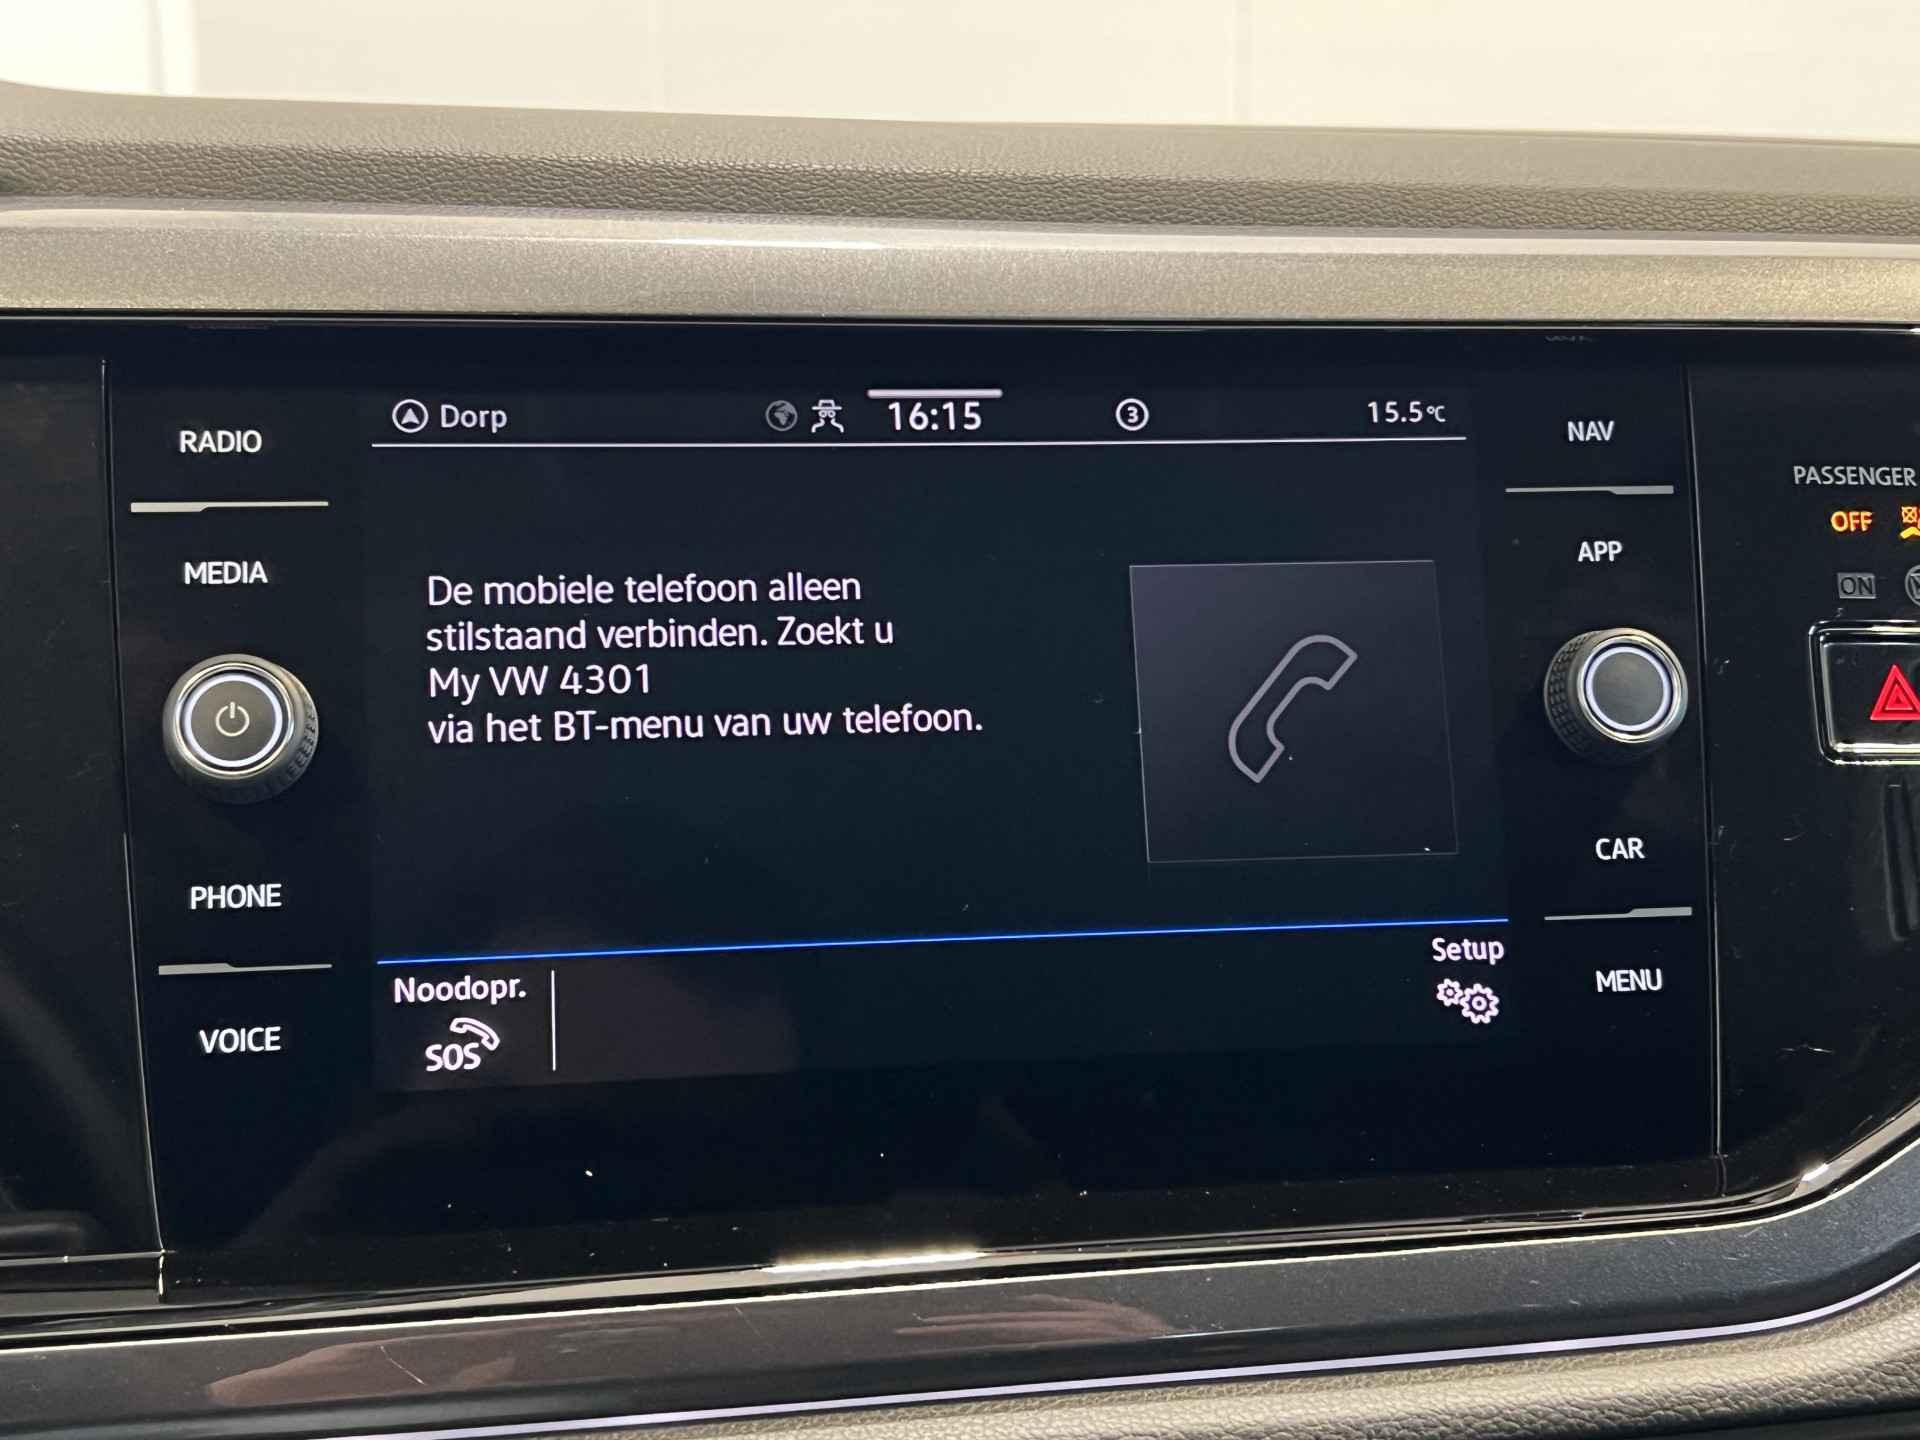 Dorp 16:15 3 15.5°C
RADIO
MEDIA
PHONE
VOICE
De mobiele telefoon alleen
stilstaand verbinden. Zoekt u
My VW 4301
via het BT-menu van uw telefoon.
Noodopr.
SOS
Setup
NAV
APP
CAR
MENU
PASSENGER
OFF
ON